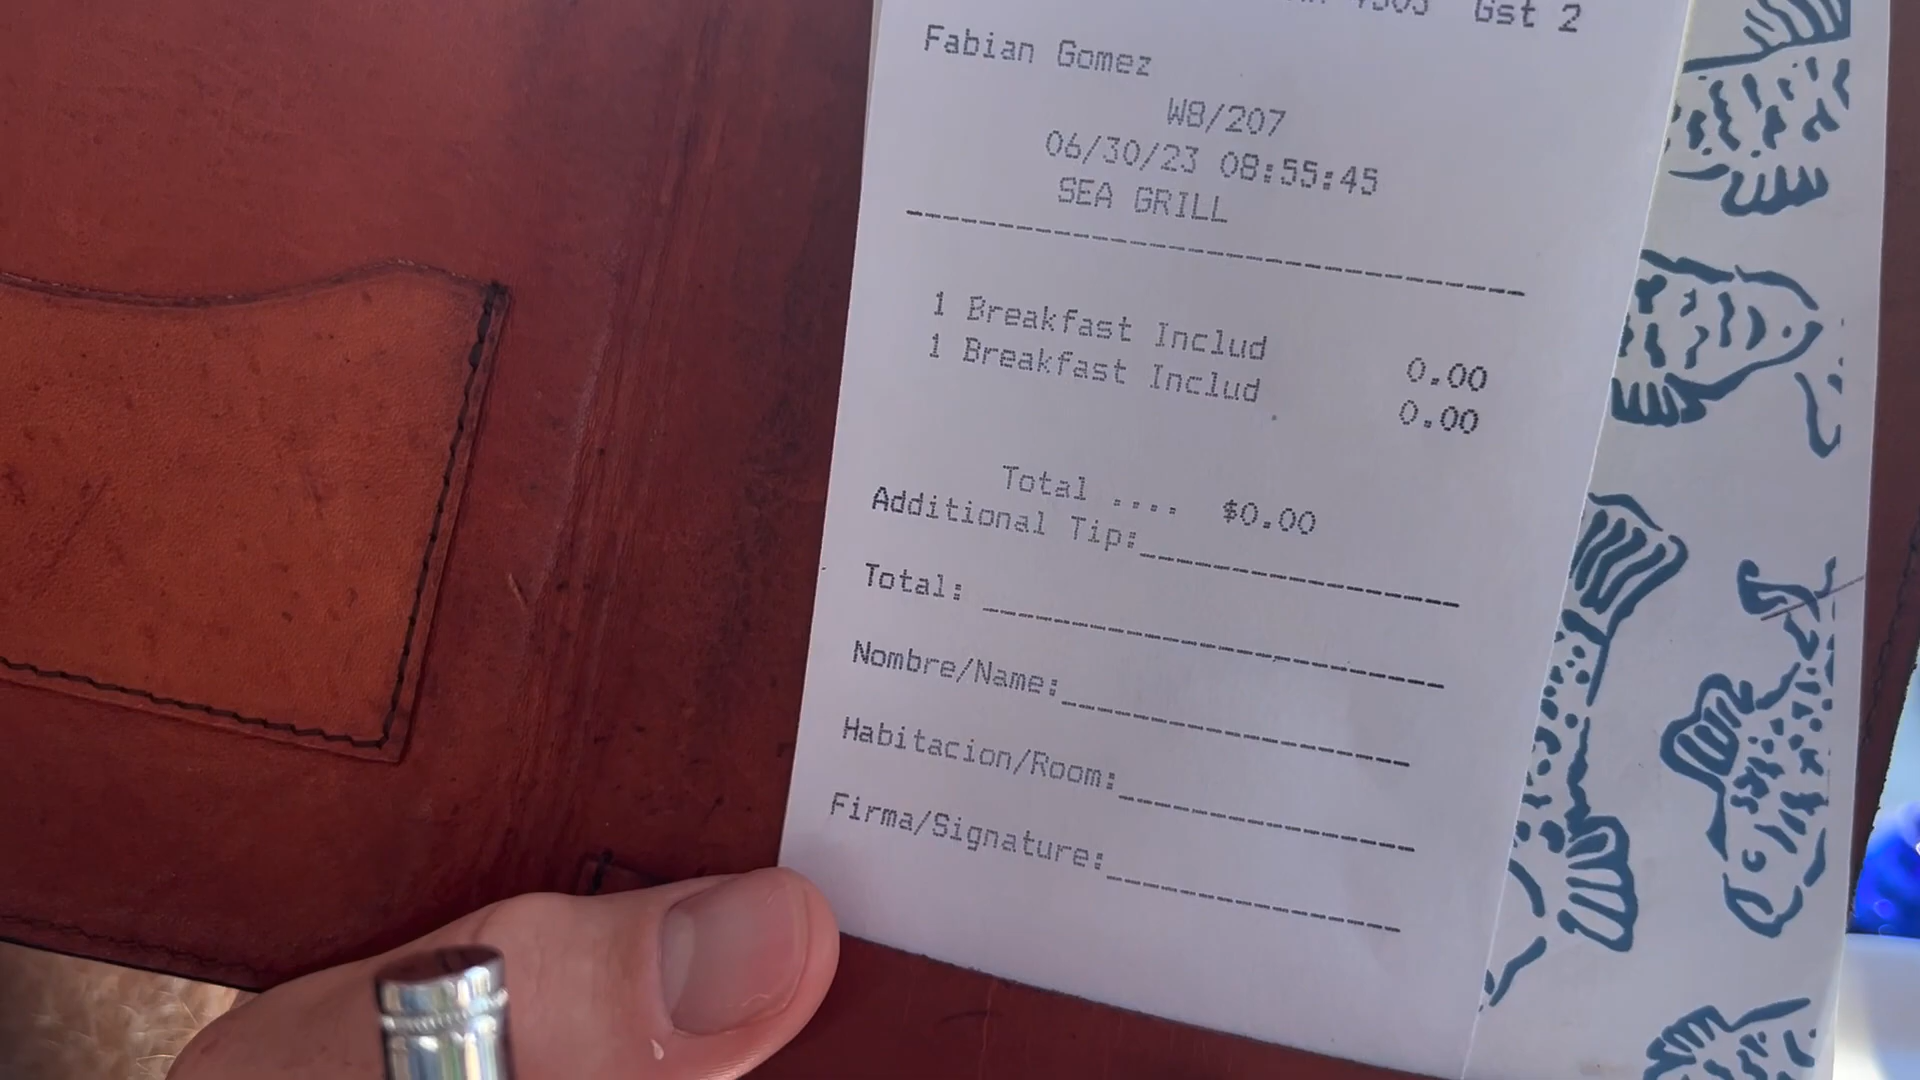 Gst 2
Fabian Gomez
W8/207
06/30/23 08:55:45
SEA GRILL
1 Breakfast Includ 0.00
1 Breakfast Includ 0.00
Total .... $0.00
Additional Tip:
Total:
Nombre/Name:
Habitacion/Room:
Firma/Signature: